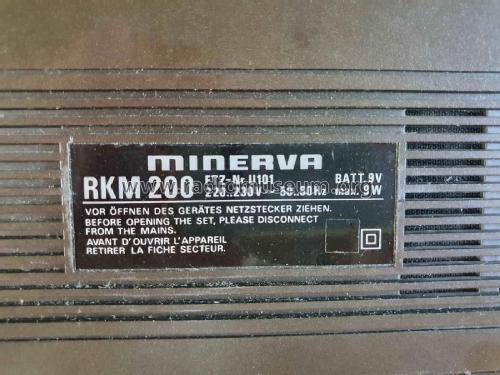 MINERVA
RKM 200 FTZ-Nr. U101 BATT. 9V
220..230V ~ 55..60Hz max. 9W
VOR ÖFFNEN DES GERÄTES NETZSTECKER ZIEHEN.
BEFORE OPENING THE SET, PLEASE DISCONNECT
FROM THE MAINS.
AVANT D'OUVRIR L'APPAREIL
RETIRER LA FICHE SECTEUR.